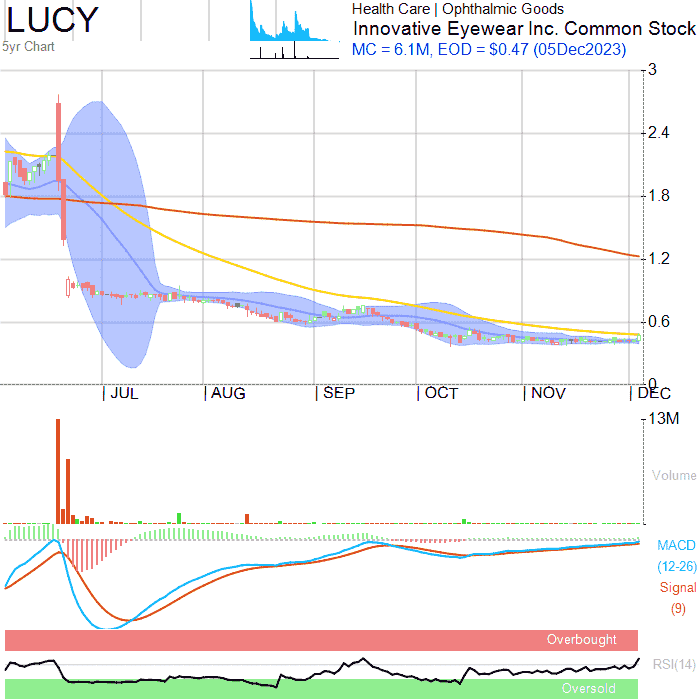 LUCY
5yr Chart
Health Care | Ophthalmic Goods
Innovative Eyewear Inc. Common Stock
MC = 6.1M, EOD = $0.47 (05Dec2023)
3
2.4
1.8
1.2
0.6
0
JUL AUG SEP OCT NOV DEC
13M
Volume
MACD
(12-26)
Signal
(9)
Overbought
RSI(14)
Oversold